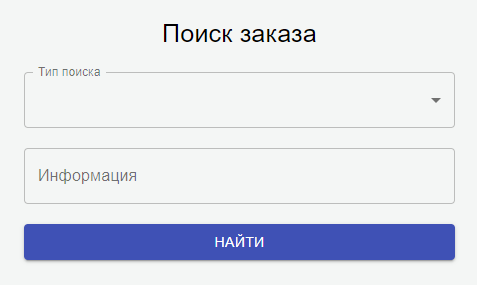 Поиск заказа
Тип поиска
Информация
НАЙТИ